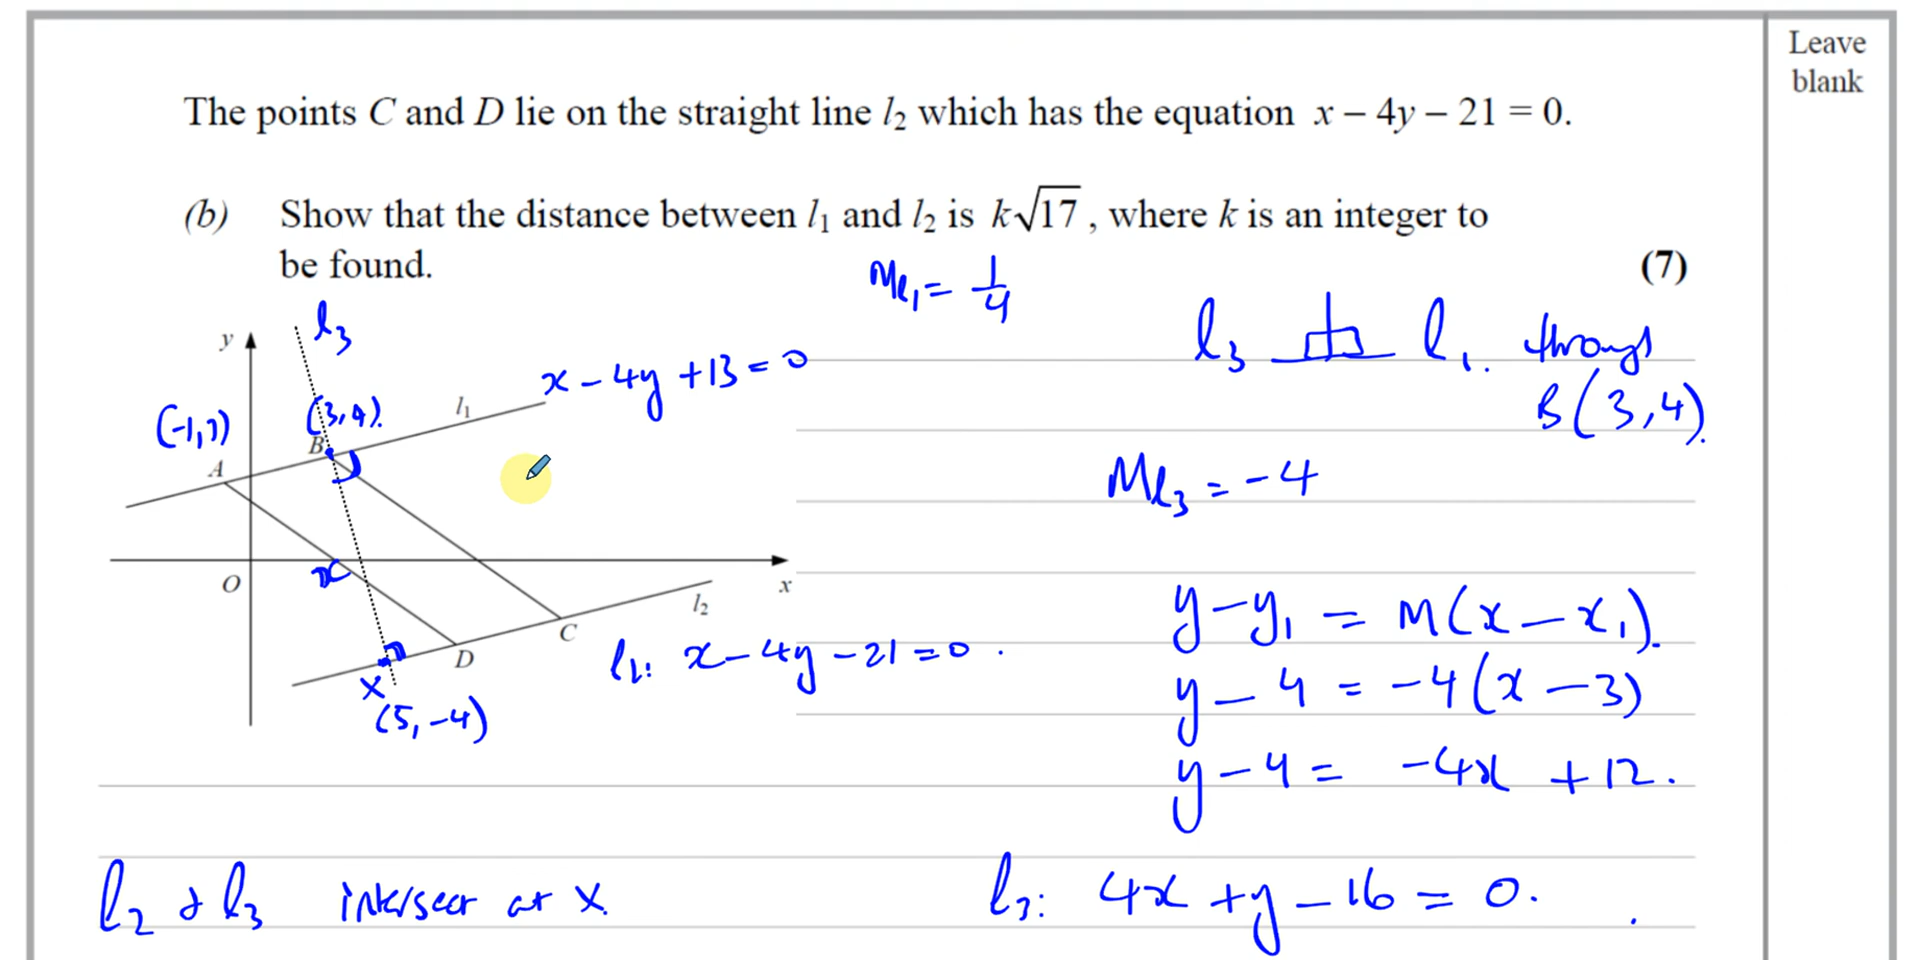 Leave
blank
The points C and D lie on the straight line l₂ which has the equation x – 4y – 21 = 0.
(b) Show that the distance between l₁ and l₂ is k√17, where k is an integer to
be found.
(7)
Ml₁ = 1/4
l₃ l₁. through
B(3,4).
Ml₃ = -4
l₃
y
x - 4y + 13 = 0
(3,4).
l₁
B
A
O
x
l₂
C
D
l₂: x - 4y - 21 = 0.
x
(5, -4)
y - y₁ = M(x - x₁).
y - 4 = -4(x - 3)
y - 4 = -4x + 12.
l₂ & l₃ intersect at x.
l₃: 4x + y - 16 = 0.